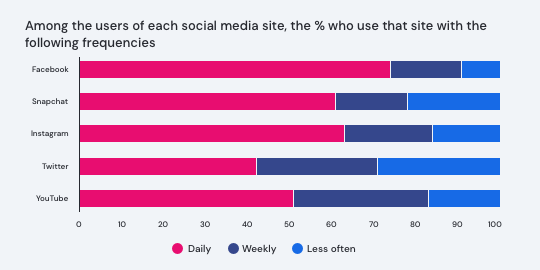 Among the users of each social media site, the % who use that site with the
following frequencies
Facebook
Snapchat
Instagram
Twitter
YouTube
0 10 20 30 40 50 60 70 80 90 100
Daily Weekly Less often